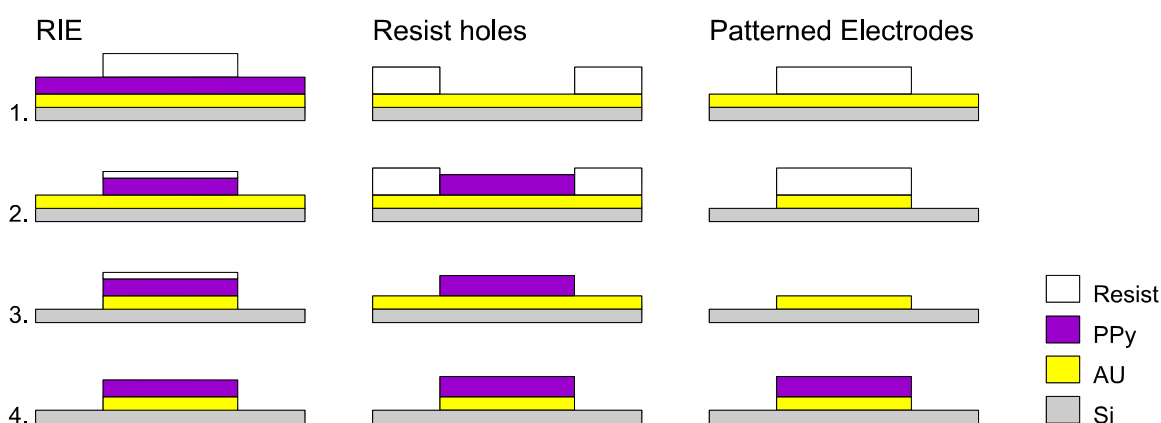 RIE
Resist holes
Patterned Electrodes
1.
2.
3.
4.
Resist
PPy
AU
Si